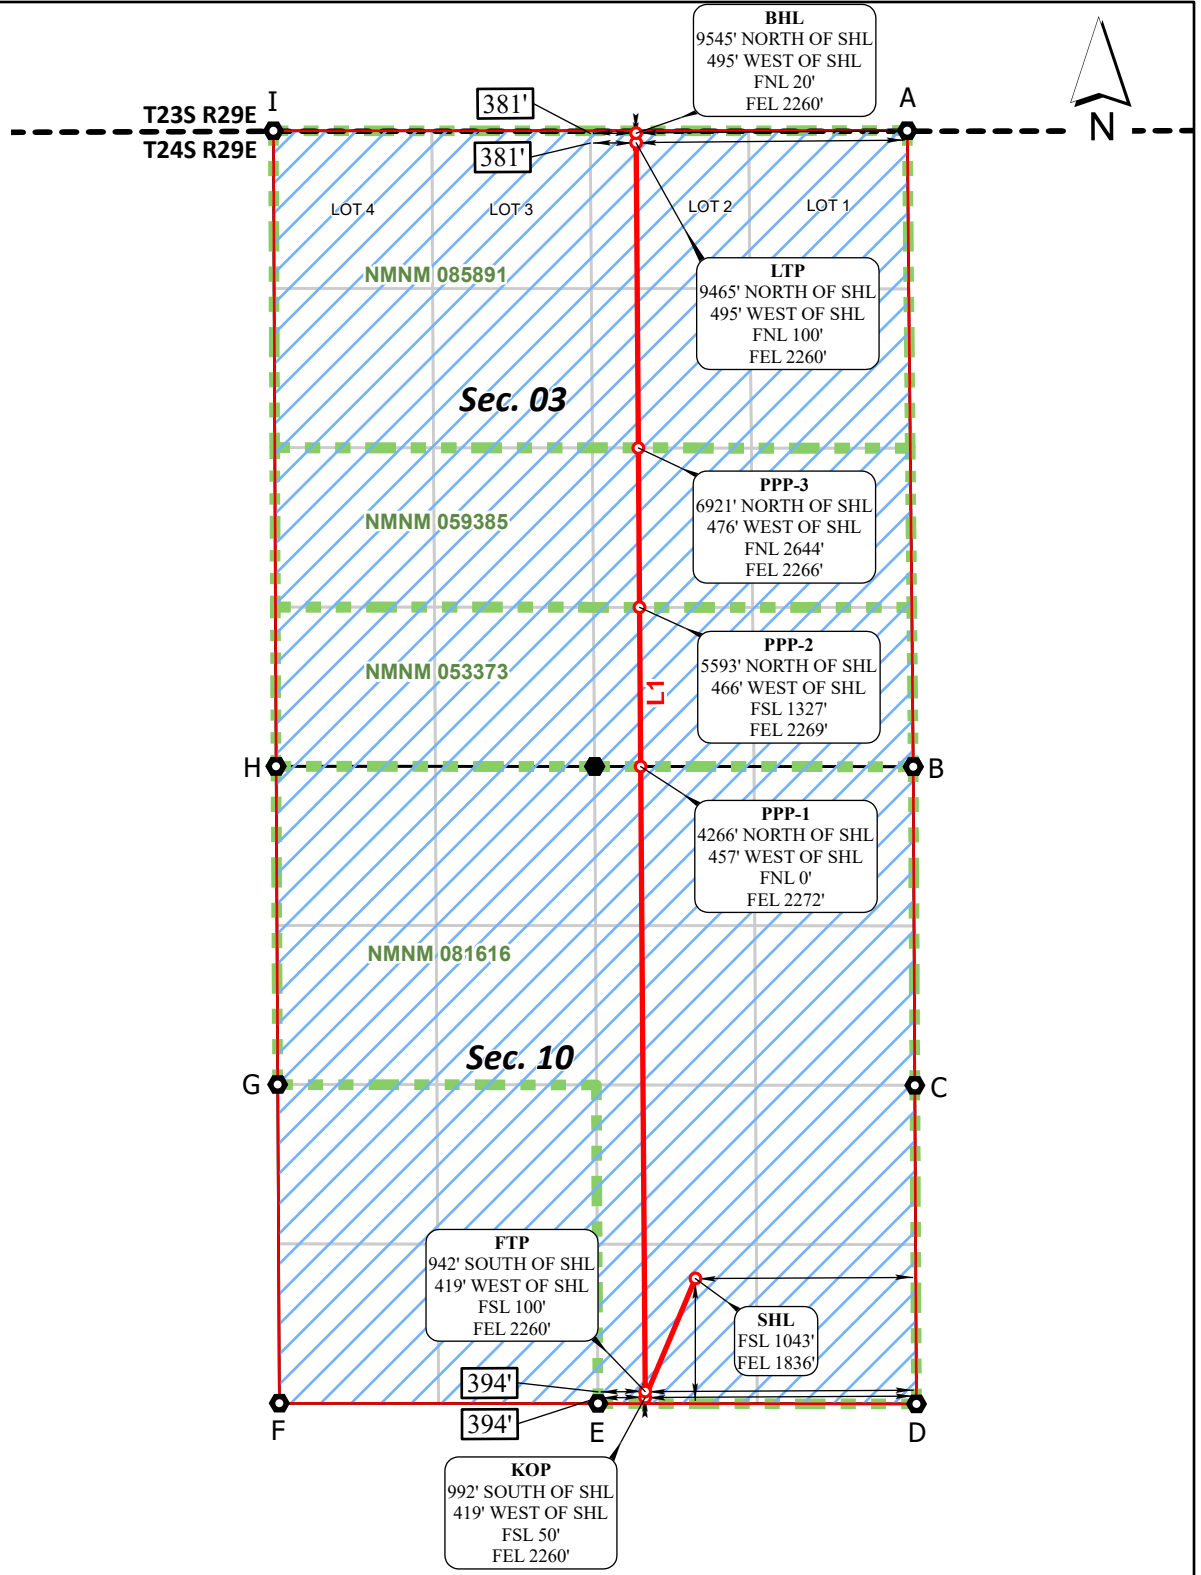 BHL
9545' NORTH OF SHL
495' WEST OF SHL
FNL 20'
FEL 2260'
I
381'
A
T23S R29E
N
T24S R29E
381'
LOT 4
LOT 3
LOT 2
LOT 1
NMNM 085891
LTP
9465' NORTH OF SHL
495' WEST OF SHL
FNL 100'
FEL 2260'
Sec. 03
PPP-3
6921' NORTH OF SHL
476' WEST OF SHL
FNL 2644'
FEL 2266'
NMNM 059385
PPP-2
5593' NORTH OF SHL
466' WEST OF SHL
FSL 1327'
FEL 2269'
NMNM 053373
L1
H
B
PPP-1
4266' NORTH OF SHL
457' WEST OF SHL
FNL 0'
FEL 2272'
NMNM 081616
Sec. 10
G
C
FTP
942' SOUTH OF SHL
419' WEST OF SHL
FSL 100'
FEL 2260'
SHL
FSL 1043'
FEL 1836'
394'
394'
F
E
D
KOP
992' SOUTH OF SHL
419' WEST OF SHL
FSL 50'
FEL 2260'